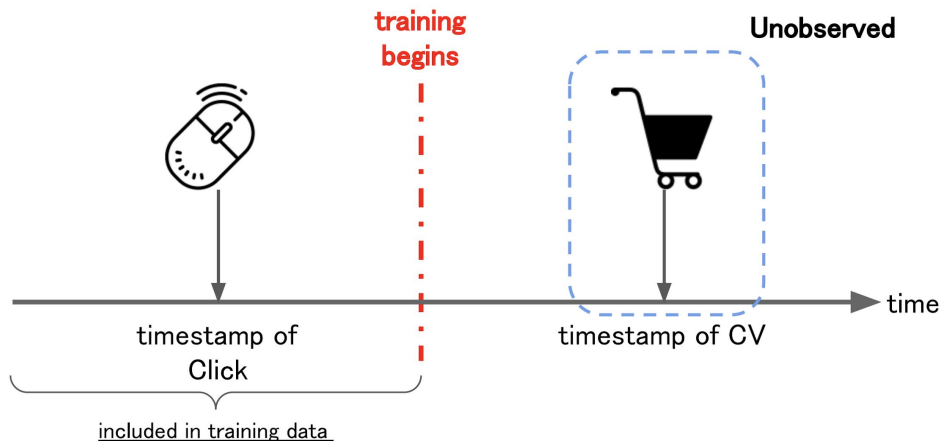 training
begins
Unobserved
time
timestamp of
Click
timestamp of CV
included in training data